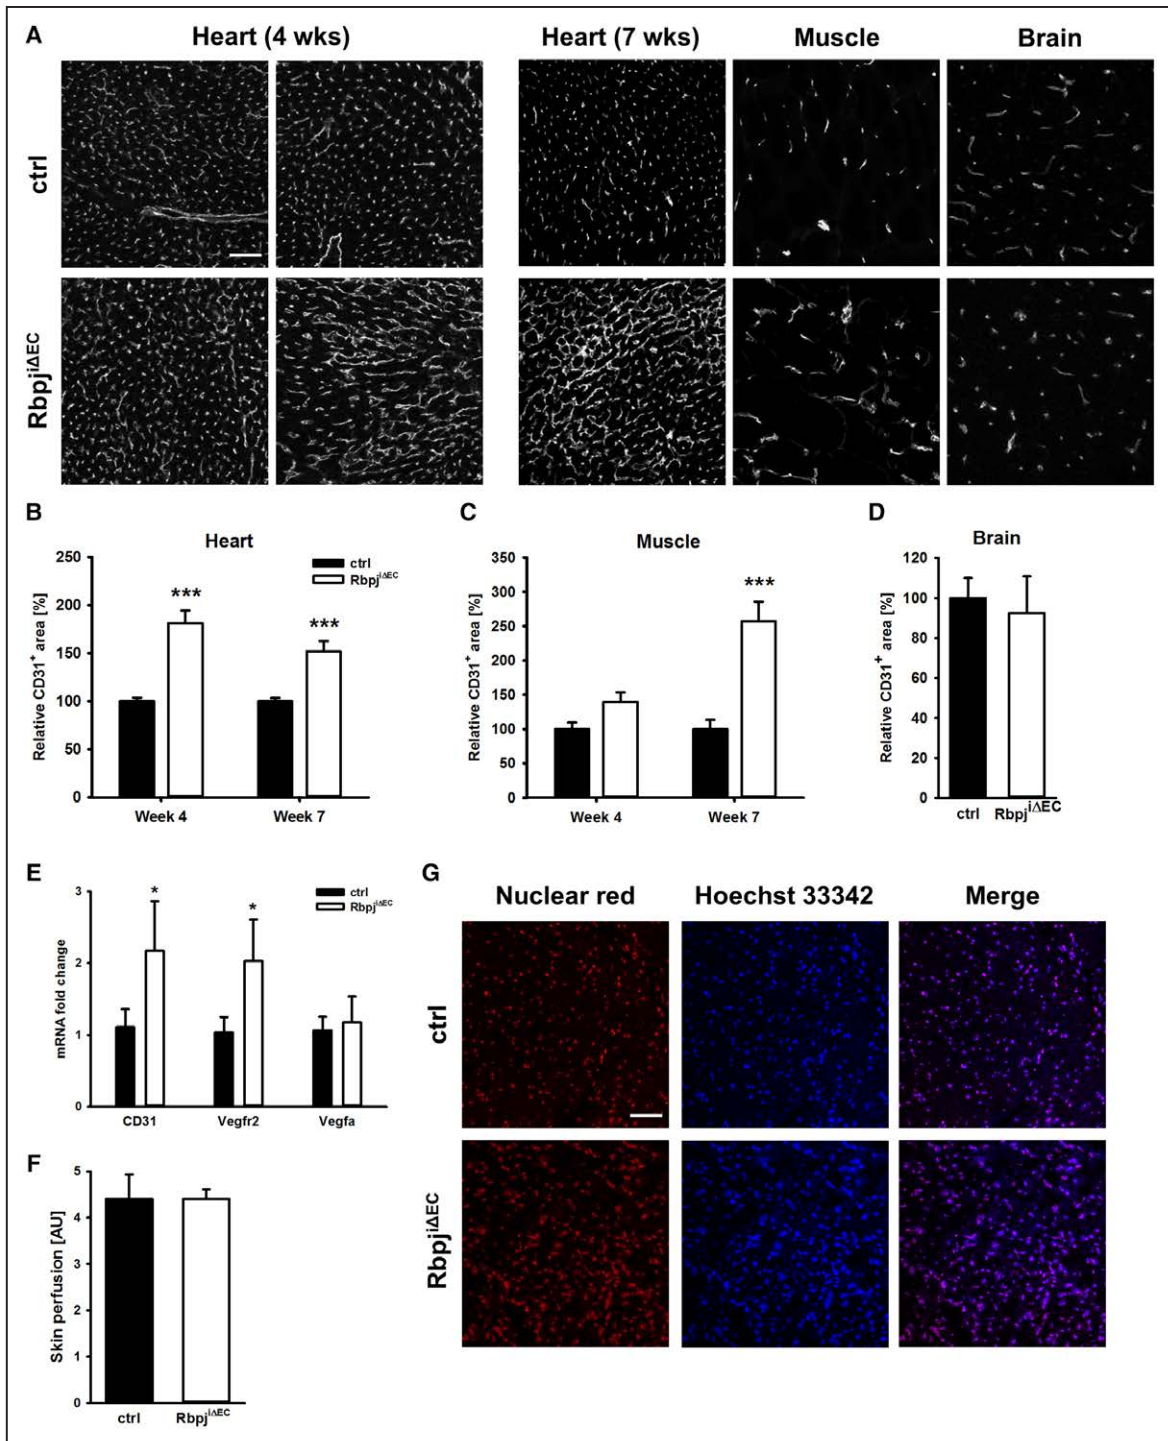 A
Heart (4 wks) Heart (7 wks) Muscle Brain
ctrl
Rbpj^iΔEC
B
Heart
ctrl
Rbpj^iΔEC
Relative CD31+ area [%]
250
200
150
100
50
0
***
***
Week 4 Week 7
C
Muscle
Relative CD31+ area [%]
350
300
250
200
150
100
50
0
***
Week 4 Week 7
D
Brain
Relative CD31+ area [%]
120
100
80
60
40
20
0
ctrl Rbpj^iΔEC
E
mRNA fold change
3
2
1
0
*
*
ctrl
Rbpj^iΔEC
CD31 Vegfr2 Vegfa
F
Skin perfusion [AU]
5
4
3
2
1
0
ctrl Rbpj^iΔEC
G
Nuclear red Hoechst 33342 Merge
ctrl
Rbpj^iΔEC